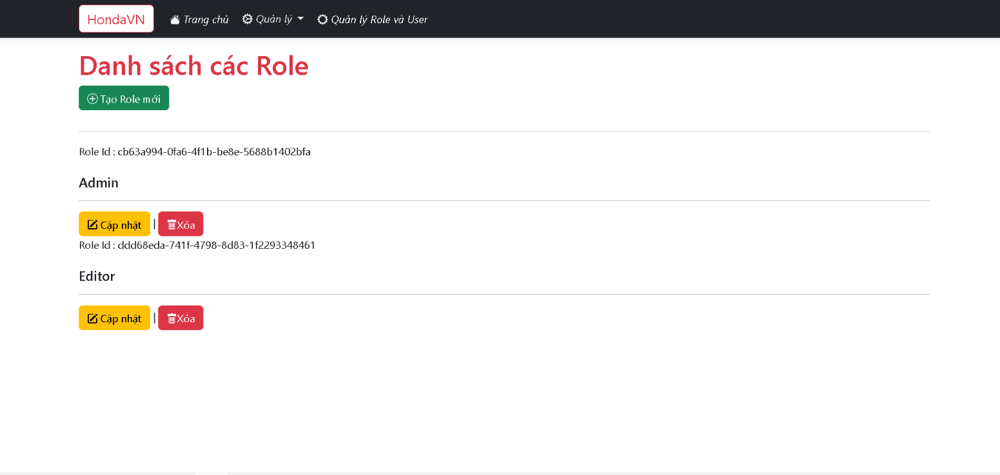 HondaVN Trang chủ Quản lý Quản lý Role và User
Danh sách các Role
Tạo Role mới
Role Id : cb63a994-0fa6-4f1b-be8e-5688b1402bfa
Admin
Cập nhật | Xóa
Role Id : ddd68eda-741f-4798-8d83-1f2293348461
Editor
Cập nhật | Xóa